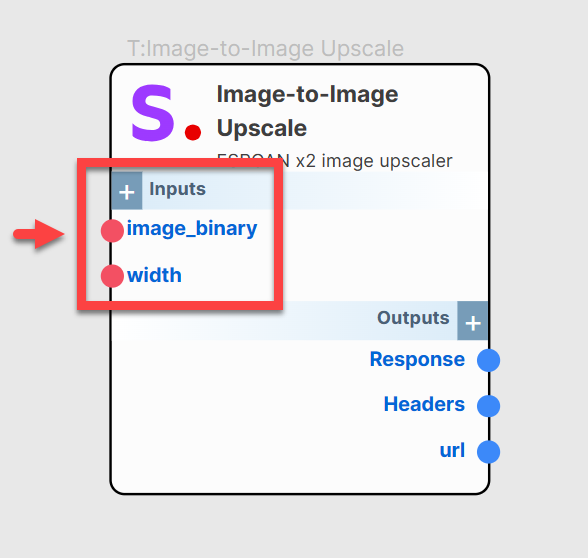 T:Image-to-Image Upscale
S.
Image-to-Image
Upscale
ESRGAN x2 image upscaler
+ Inputs
image_binary
width
Outputs +
Response
Headers
url